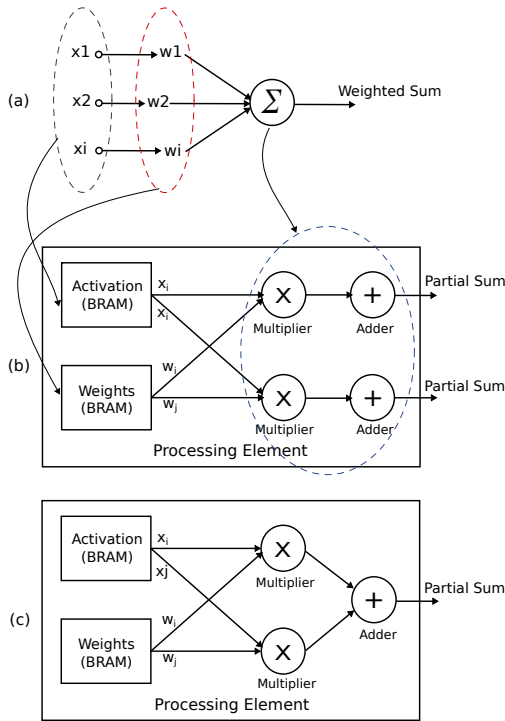 x1 w1
(a) x2 w2 Σ Weighted Sum
xi wi
Activation
(BRAM)
xi
xi
X
Multiplier
+
Adder
Partial Sum
(b)
Weights
(BRAM)
wi
wj
X
Multiplier
+
Adder
Partial Sum
Processing Element
Activation
(BRAM)
xi
xj
X
Multiplier
(c)
+
Adder
Partial Sum
Weights
(BRAM)
wi
wj
X
Multiplier
Processing Element